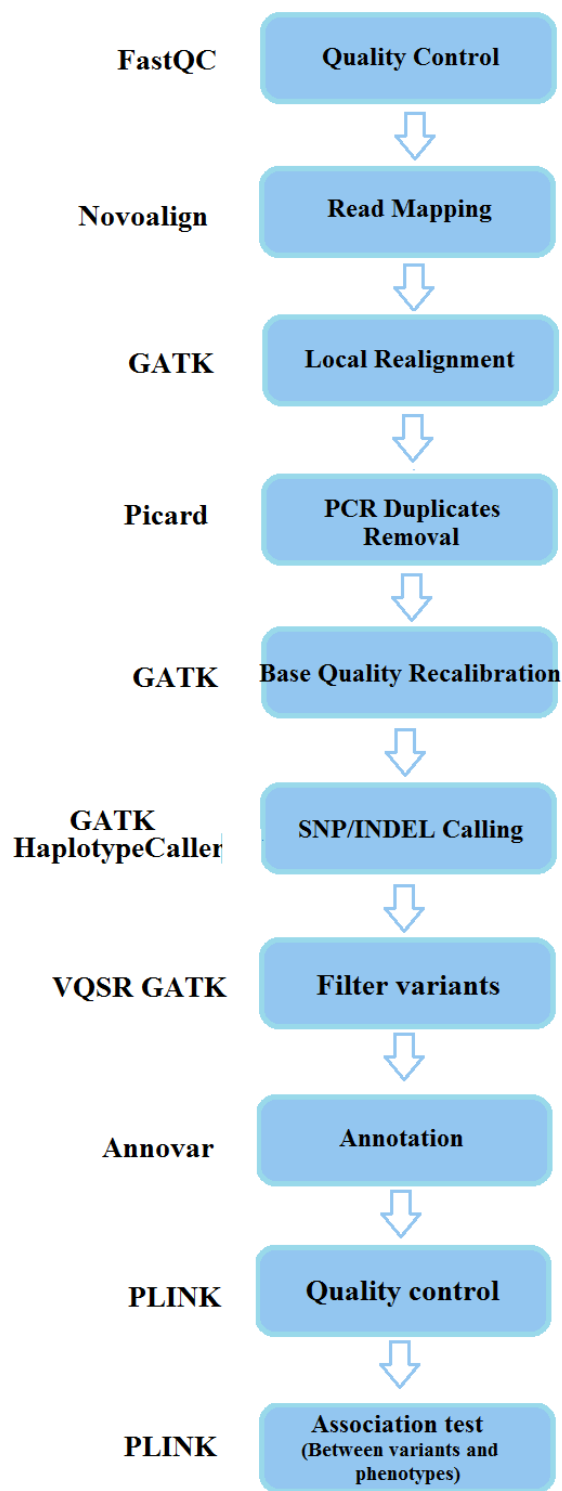 FastQC
Quality Control
Novoalign
Read Mapping
GATK
Local Realignment
Picard
PCR Duplicates
Removal
GATK
Base Quality Recalibration
GATK
HaplotypeCaller
SNP/INDEL Calling
VQSR GATK
Filter variants
Annovar
Annotation
PLINK
Quality control
PLINK
Association test
(Between variants and
phenotypes)